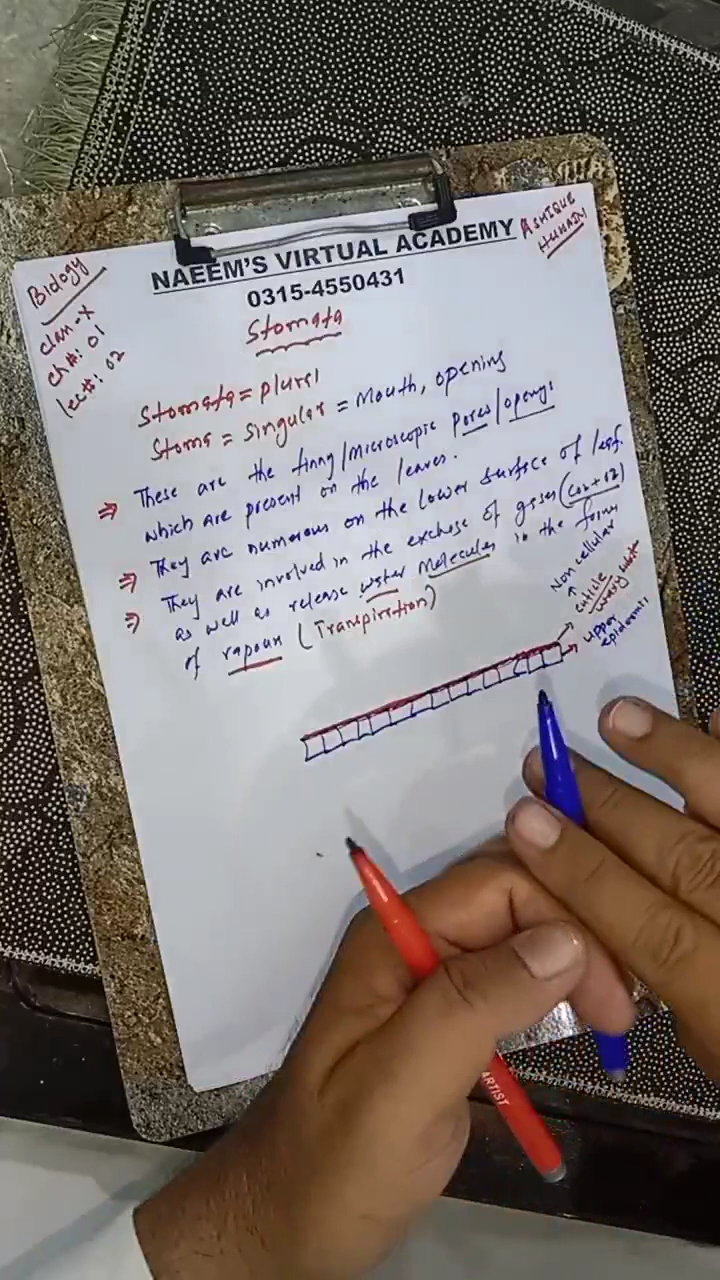 NAEEM'S VIRTUAL ACADEMY
0315-4550431
ASHIQUE
HUSSAIN
Biology
class-X
ch#: 01
lec#: 02
Stomata
Stomata = plural
Stoma = singular = Mouth, opening
⇒ These are the tinny/microscopic pores/openings
which are present on the leaves.
⇒ They are numerous on the lower surface of leaf.
⇒ They are involved in the exchange of gases (CO2+O2)
as well as release water molecules in the form
of vapour (Transpiration)
Non cellular
cuticle
waxy
upper
epidermis
ARTIST